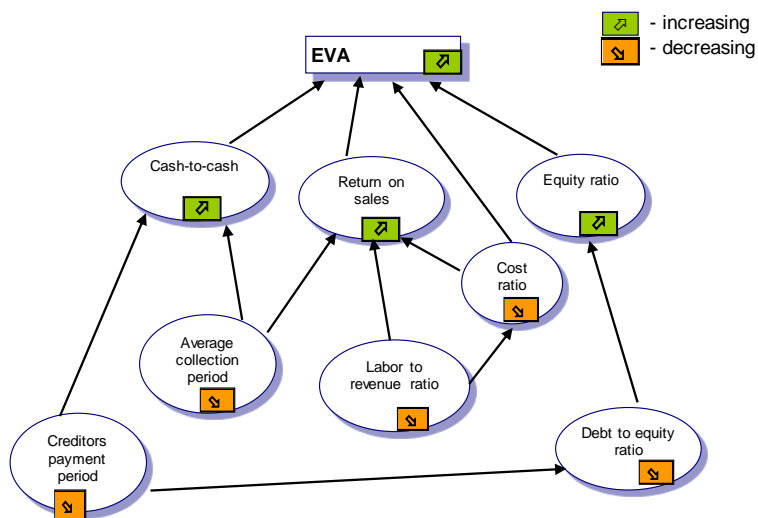 - increasing
- decreasing
EVA
Cash-to-cash
Return on
sales
Equity ratio
Cost
ratio
Average
collection
period
Labor to
revenue ratio
Creditors
payment
period
Debt to equity
ratio